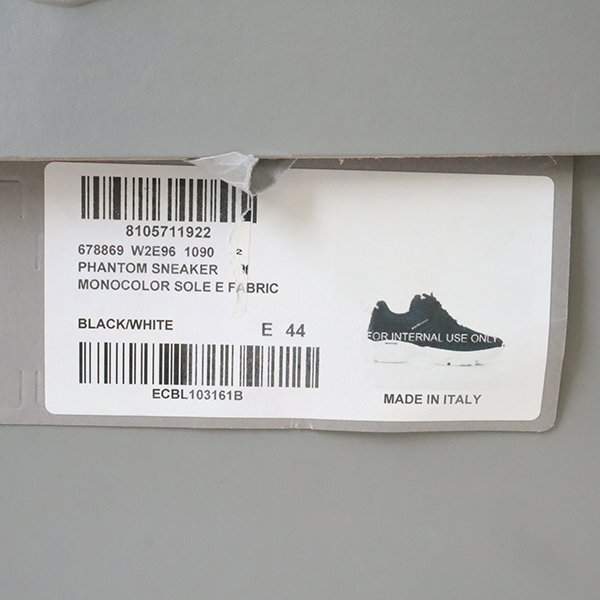 8105711922
678869 W2E96 1090 2
PHANTOM SNEAKER
MONOCOLOR SOLE E FABRIC
BLACK/WHITE E 44
FOR INTERNAL USE ONLY
ECBL103161B
MADE IN ITALY